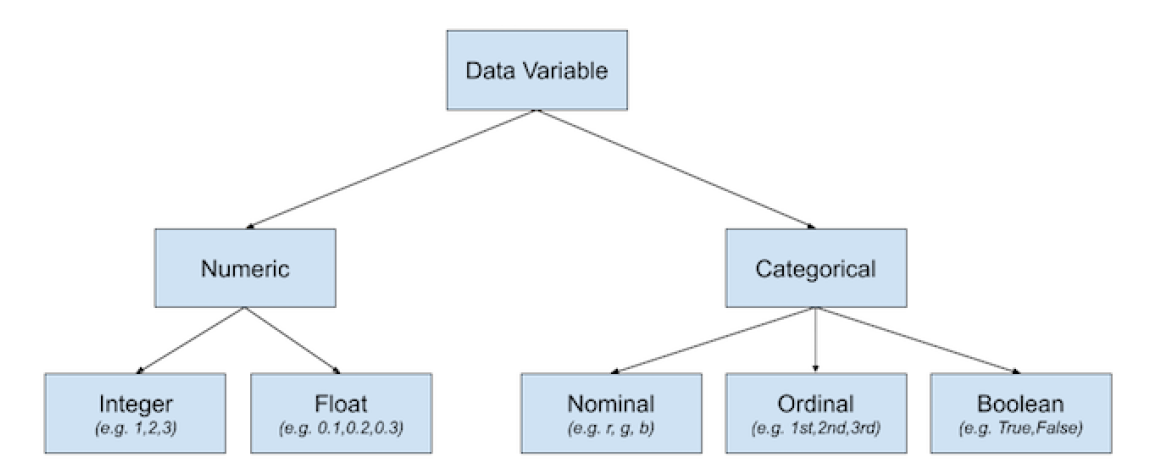 Data Variable
Numeric
Categorical
Integer
(e.g. 1,2,3)
Float
(e.g. 0.1,0.2,0.3)
Nominal
(e.g. r, g, b)
Ordinal
(e.g. 1st,2nd,3rd)
Boolean
(e.g. True,False)